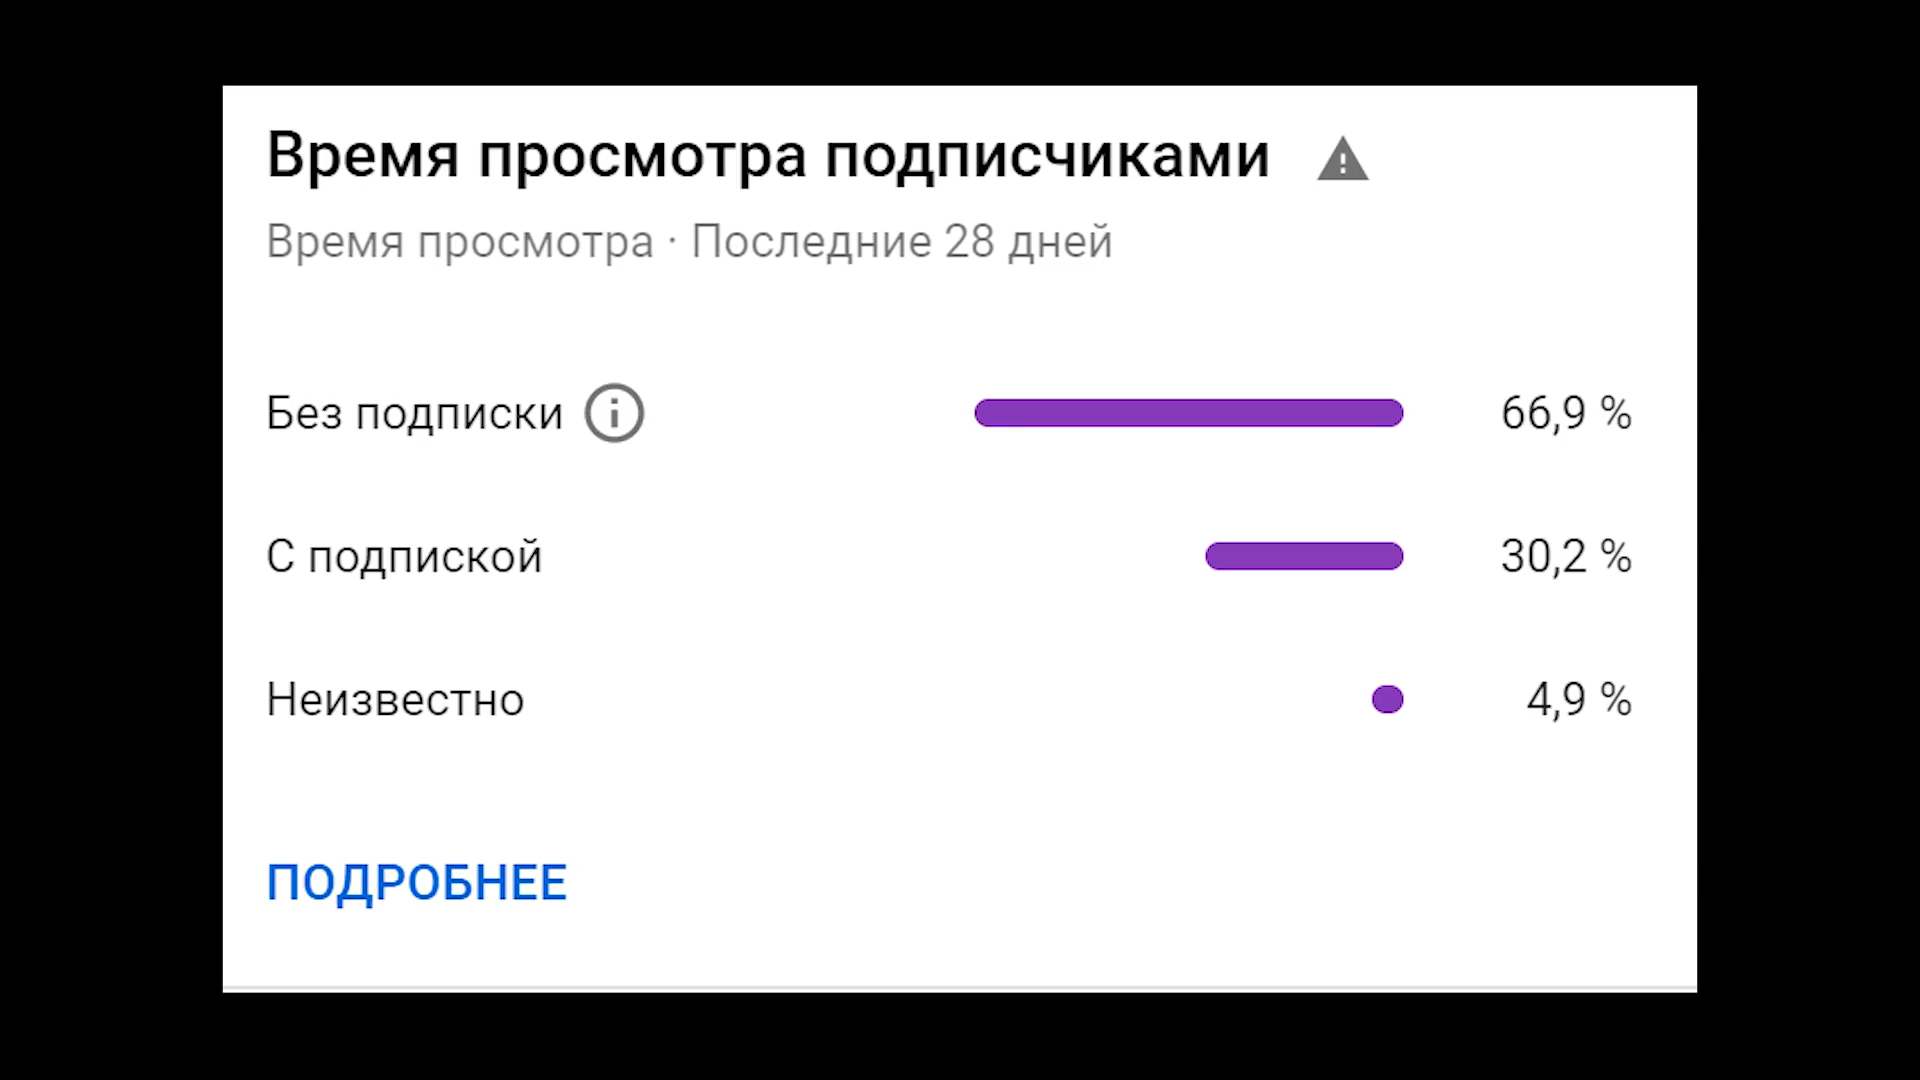 Время просмотра подписчиками
Время просмотра · Последние 28 дней
Без подписки 66,9 %
С подпиской 30,2 %
Неизвестно 4,9 %
ПОДРОБНЕЕ